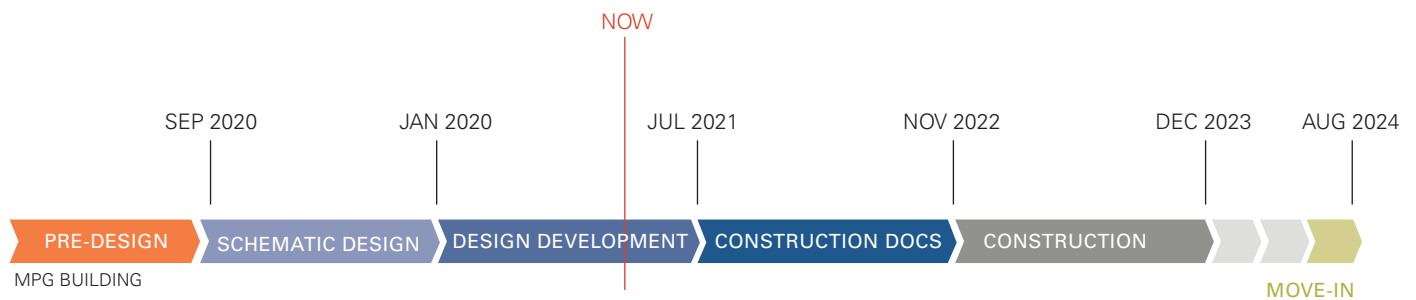 NOW
SEP 2020
JAN 2020
JUL 2021
NOV 2022
DEC 2023
AUG 2024
PRE-DESIGN
SCHEMATIC DESIGN
DESIGN DEVELOPMENT
CONSTRUCTION DOCS
CONSTRUCTION
MPG BUILDING
MOVE-IN